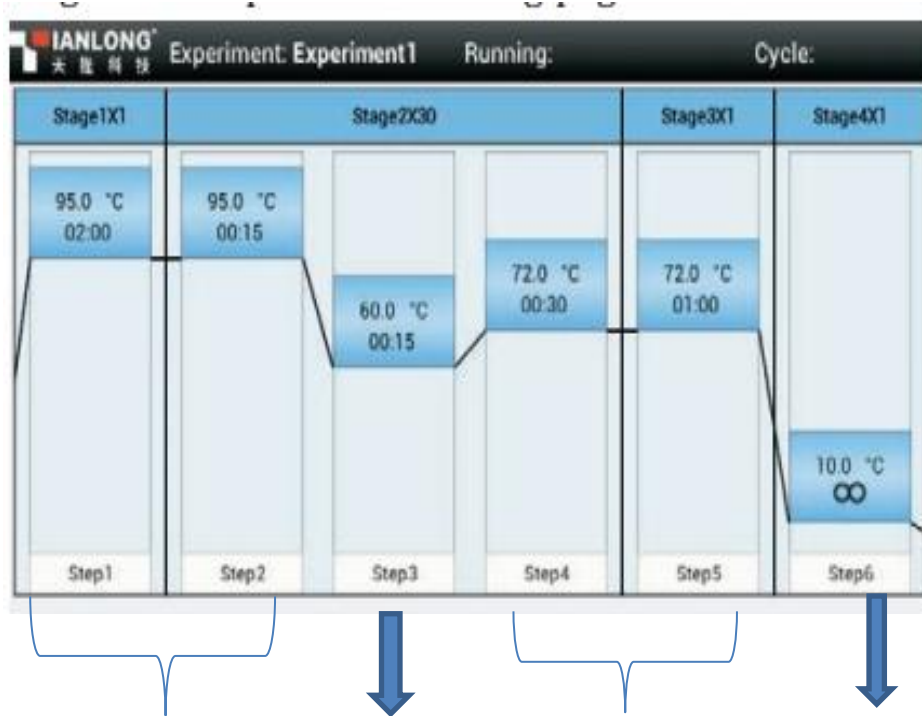 IANLONG
天隆科技
Experiment: Experiment1
Running:
Cycle:
Stage1X1
Stage2X30
Stage3X1
Stage4X1
95.0 °C
02:00
95.0 °C
00:15
60.0 °C
00:15
72.0 °C
00:30
72.0 °C
01:00
10.0 °C
∞
Step1
Step2
Step3
Step4
Step5
Step6